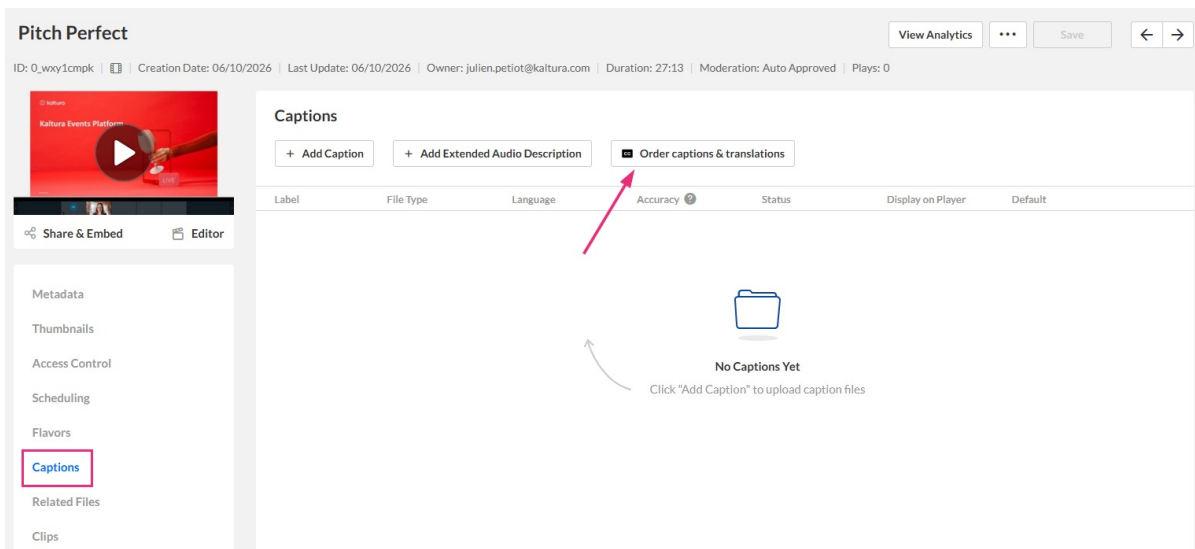 Pitch Perfect
View Analytics ••• Save
ID: 0_wxy1cmpk | Creation Date: 06/10/2026 | Last Update: 06/10/2026 | Owner: julien.petiot@kaltura.com | Duration: 27:13 | Moderation: Auto Approved | Plays: 0
kaltura
Kaltura Events Platform
LIVE
Share & Embed Editor
Metadata
Thumbnails
Access Control
Scheduling
Flavors
Captions
Related Files
Clips
Captions
+ Add Caption + Add Extended Audio Description CC Order captions & translations
Label File Type Language Accuracy ? Status Display on Player Default
No Captions Yet
Click "Add Caption" to upload caption files